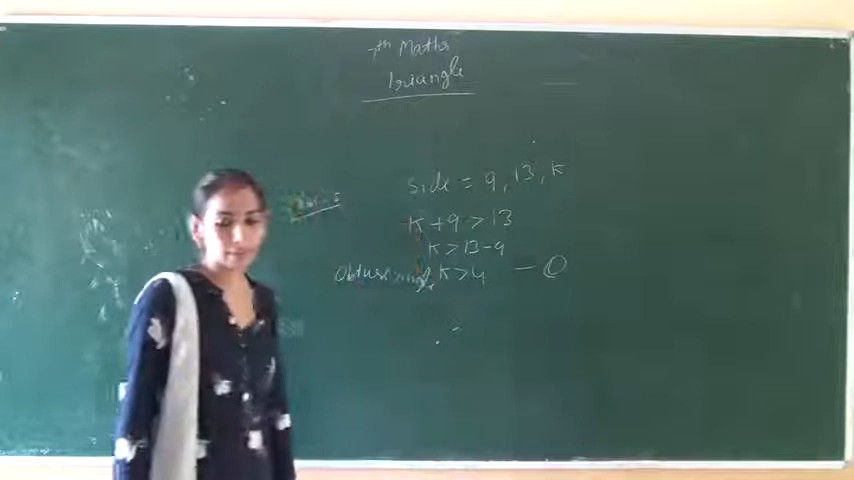 7th Maths
triangle
side = 9, 13, K
K + 9 > 13
K > 13 - 9
Obtuse angle K > 4 - ①